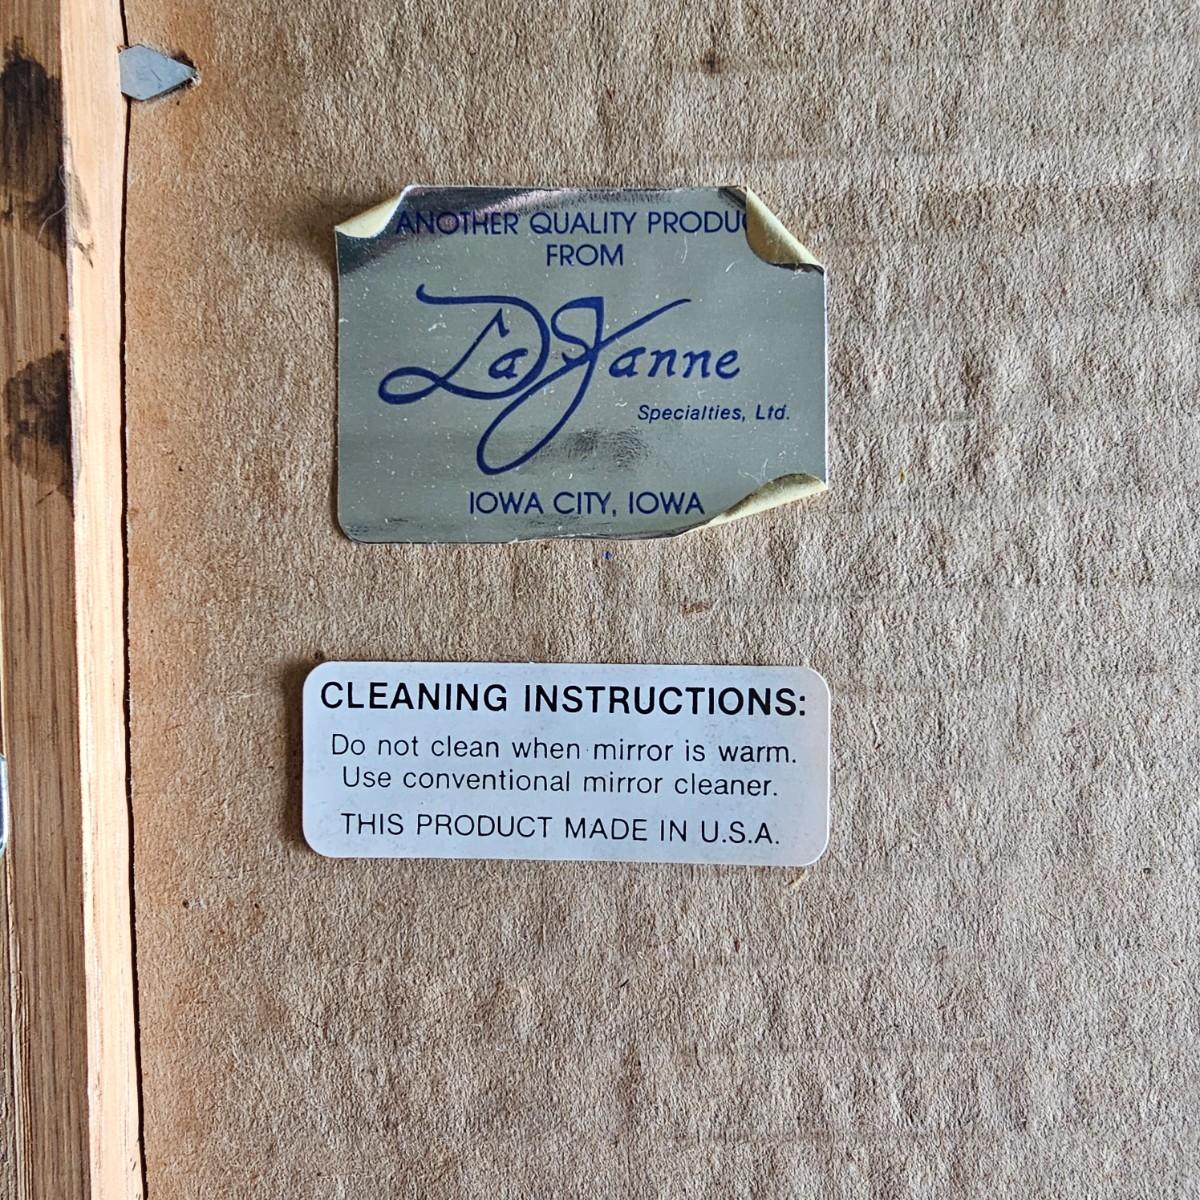 ANOTHER QUALITY PRODUC
FROM
LaJanne
Specialties, Ltd.
IOWA CITY, IOWA
CLEANING INSTRUCTIONS:
Do not clean when mirror is warm.
Use conventional mirror cleaner.
THIS PRODUCT MADE IN U.S.A.